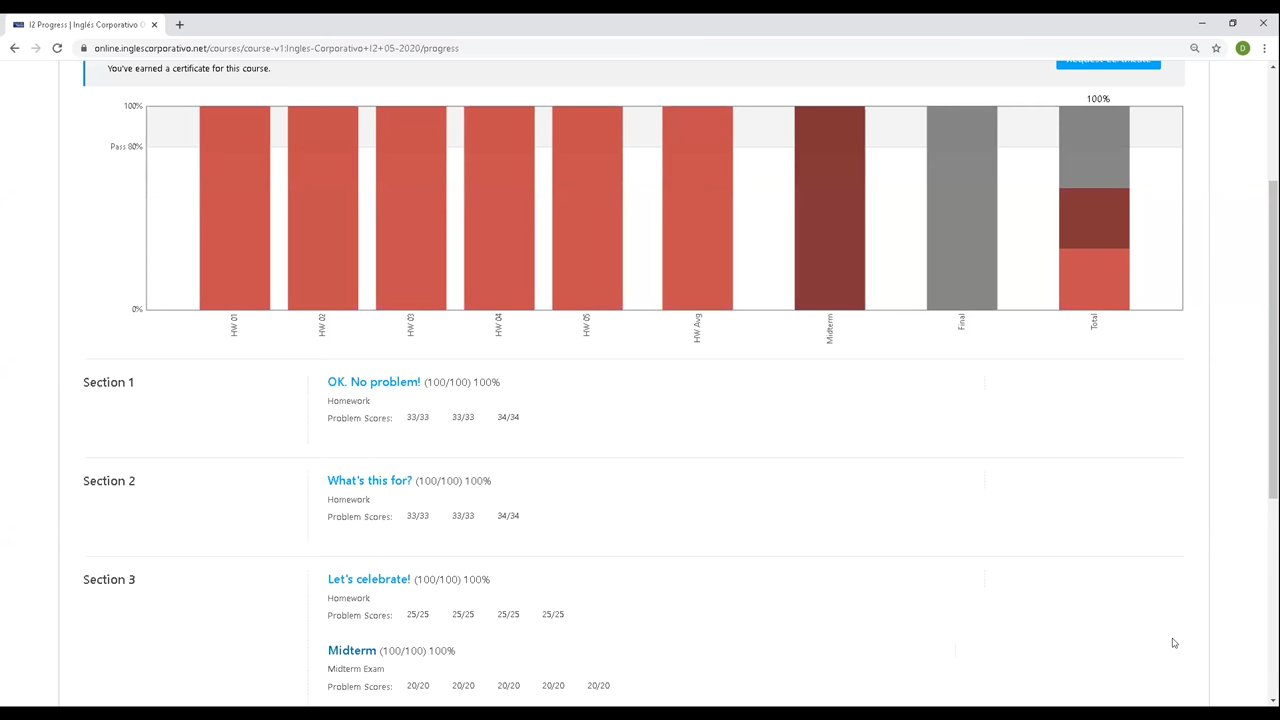 I2 Progress | Inglés Corporativo O
online.inglescorporativo.net/courses/course-v1:Ingles-Corporativo+I2+05-2020/progress
D
You've earned a certificate for this course.
Request Certificate
100%
100%
Pass 80%
0%
HW 01
HW 02
HW 03
HW 04
HW 05
HW Avg
Midterm
Final
Total
Section 1
OK. No problem! (100/100) 100%
Homework
Problem Scores: 33/33 33/33 34/34
Section 2
What's this for? (100/100) 100%
Homework
Problem Scores: 33/33 33/33 34/34
Section 3
Let's celebrate! (100/100) 100%
Homework
Problem Scores: 25/25 25/25 25/25 25/25
Midterm (100/100) 100%
Midterm Exam
Problem Scores: 20/20 20/20 20/20 20/20 20/20